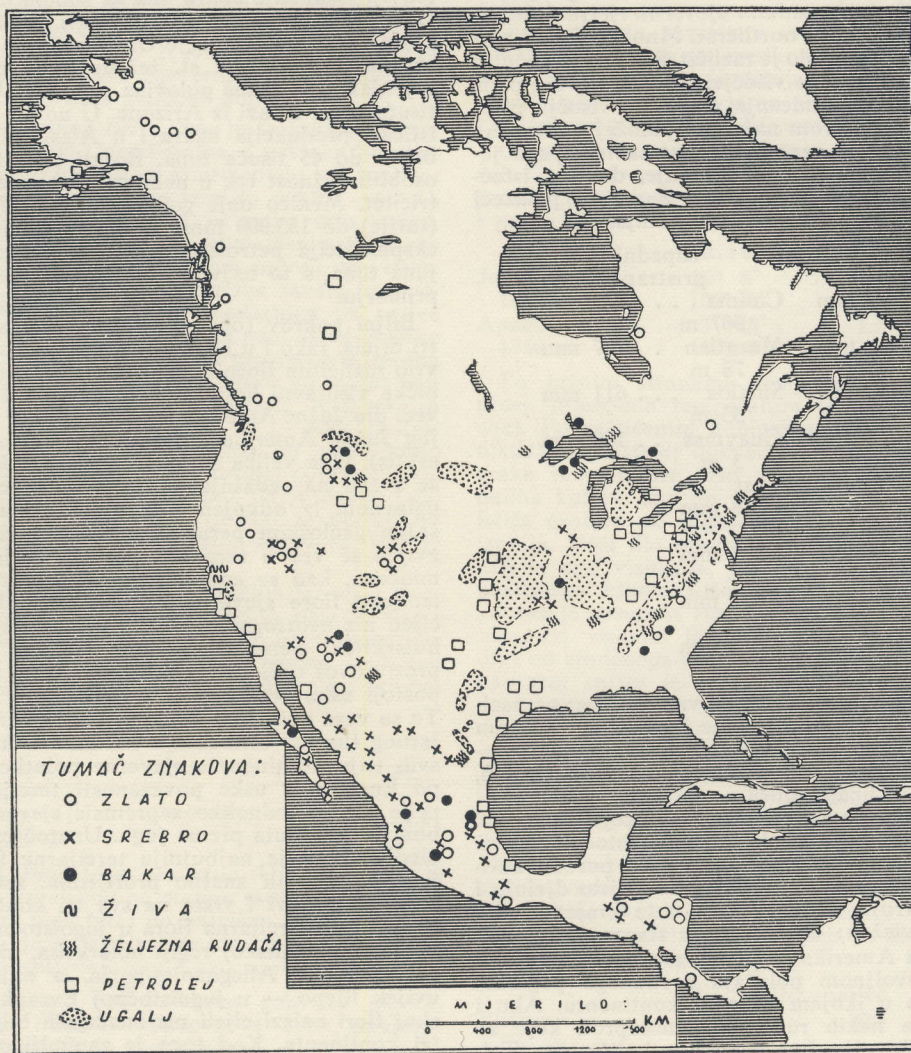 TUMAČ ZNAKOVA:
ZLATO
SREBRO
BAKAR
ŽIVA
ŽELJEZNA RUDAČA
PETROLEJ
UGALJ
MJERILO:
0 400 800 1200 1500 KM